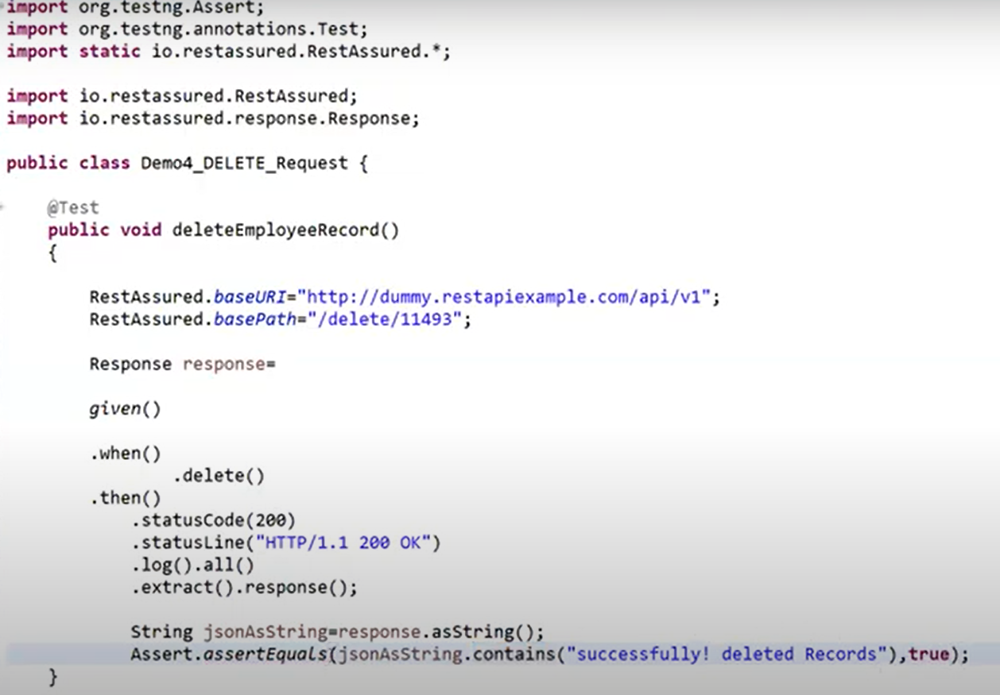 import org.testng.Assert;
import org.testng.annotations.Test;
import static io.restassured.RestAssured.*;
import io.restassured.RestAssured;
import io.restassured.response.Response;
public class Demo4_DELETE_Request {
@Test
public void deleteEmployeeRecord()
{
RestAssured.baseURI="http://dummy.restapiexample.com/api/v1";
RestAssured.basePath="/delete/11493";
Response response=
given()
.when()
.delete()
.then()
.statusCode(200)
.statusLine("HTTP/1.1 200 OK")
.log().all()
.extract().response();
String jsonAsString=response.asString();
Assert.assertEquals(jsonAsString.contains("successfully! deleted Records"),true);
}